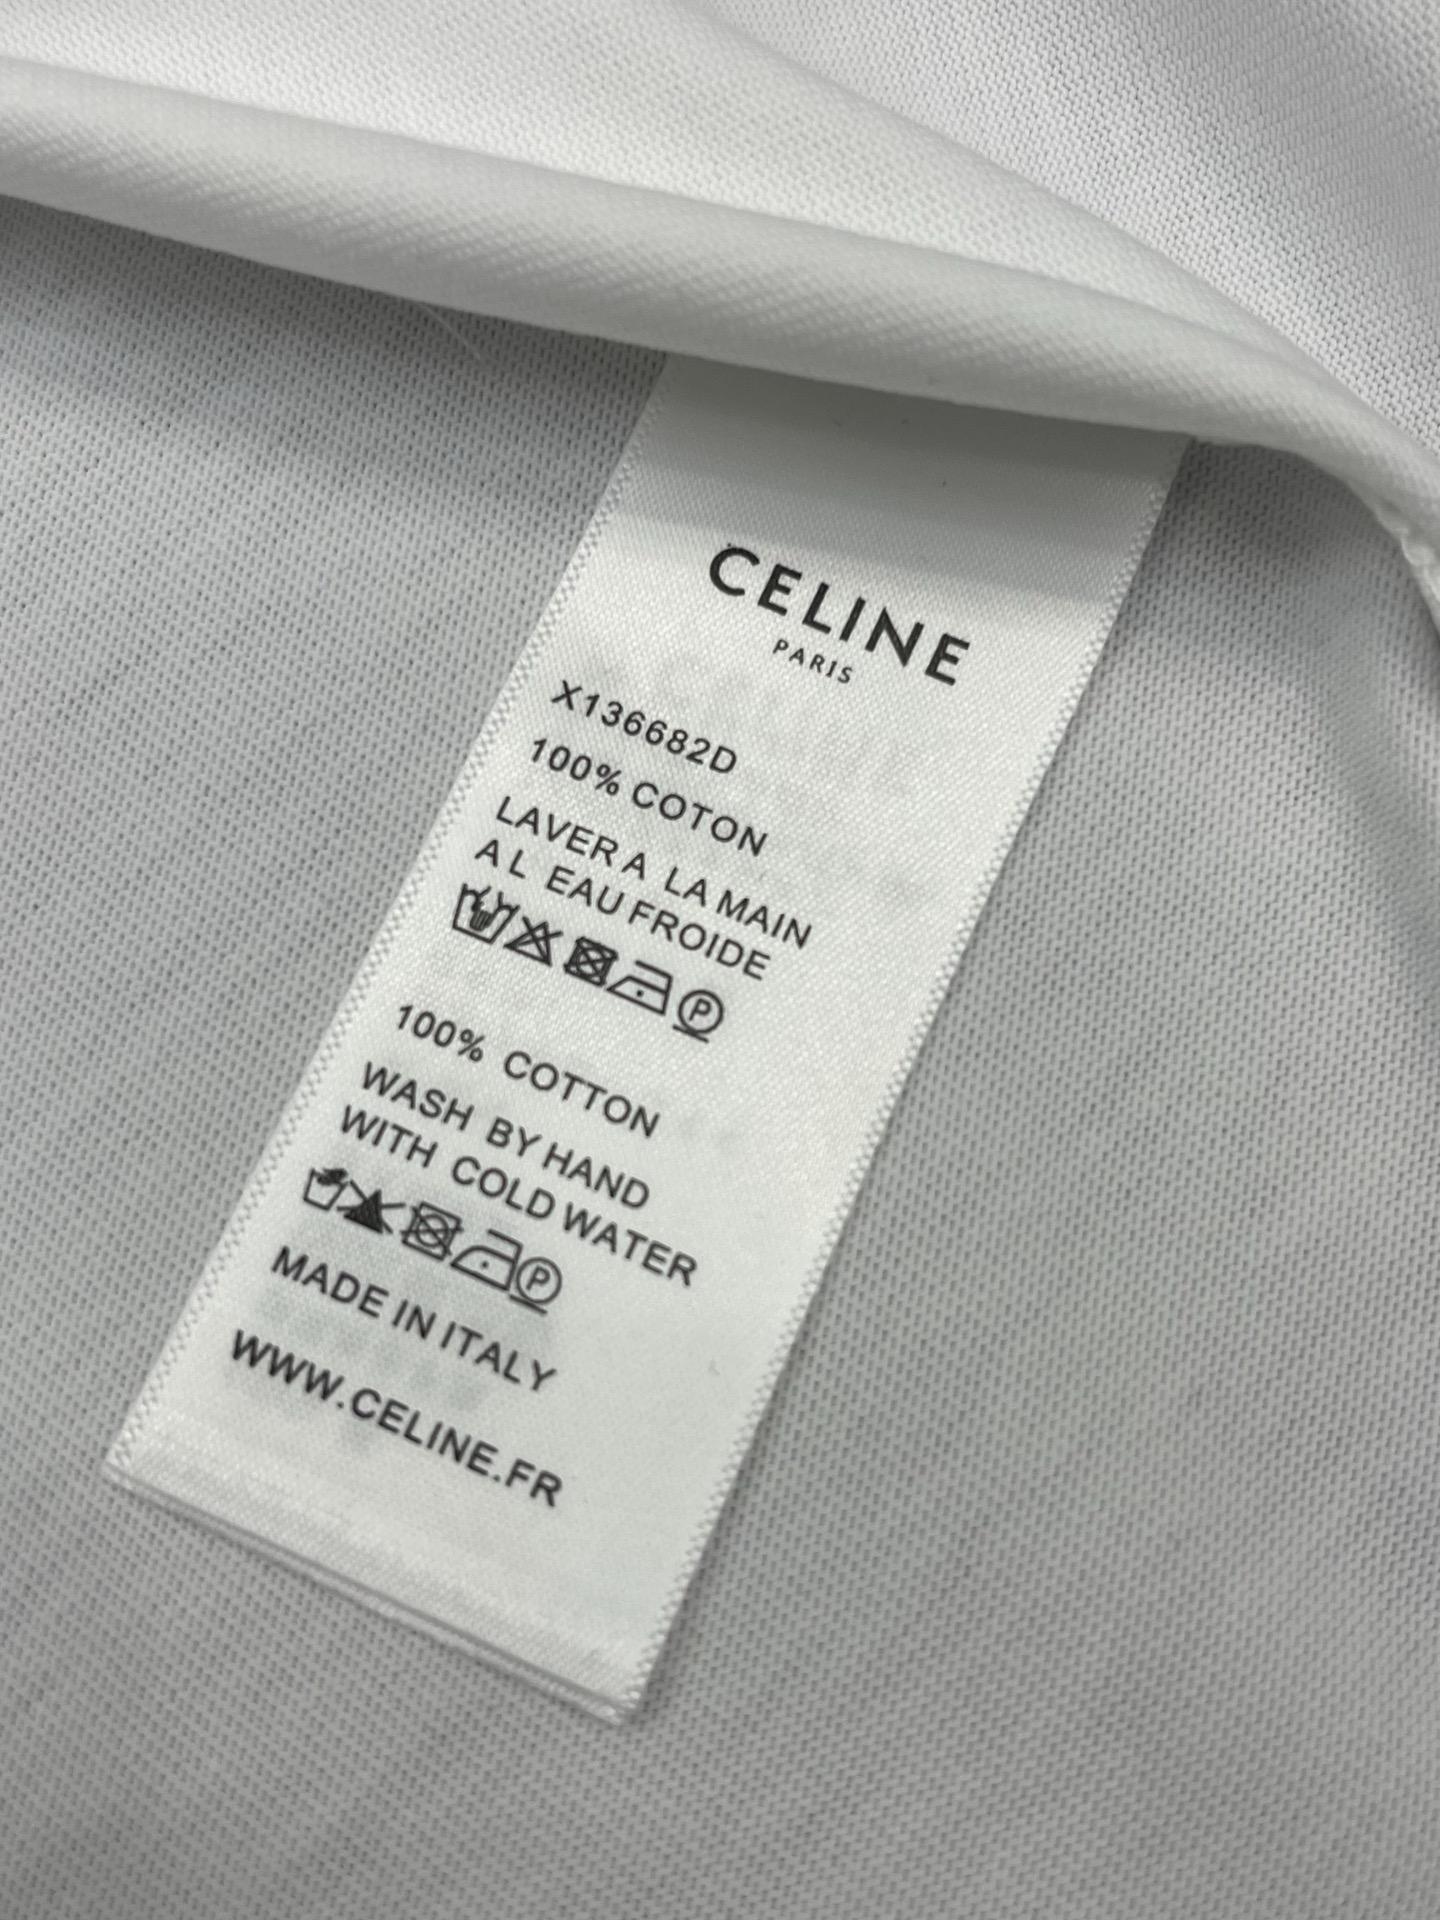 CELINE
PARIS
X136682D
100% COTON
LAVER A LA MAIN
A L EAU FROIDE
P
100% COTTON
WASH BY HAND
WITH COLD WATER
P
MADE IN ITALY
WWW.CELINE.FR